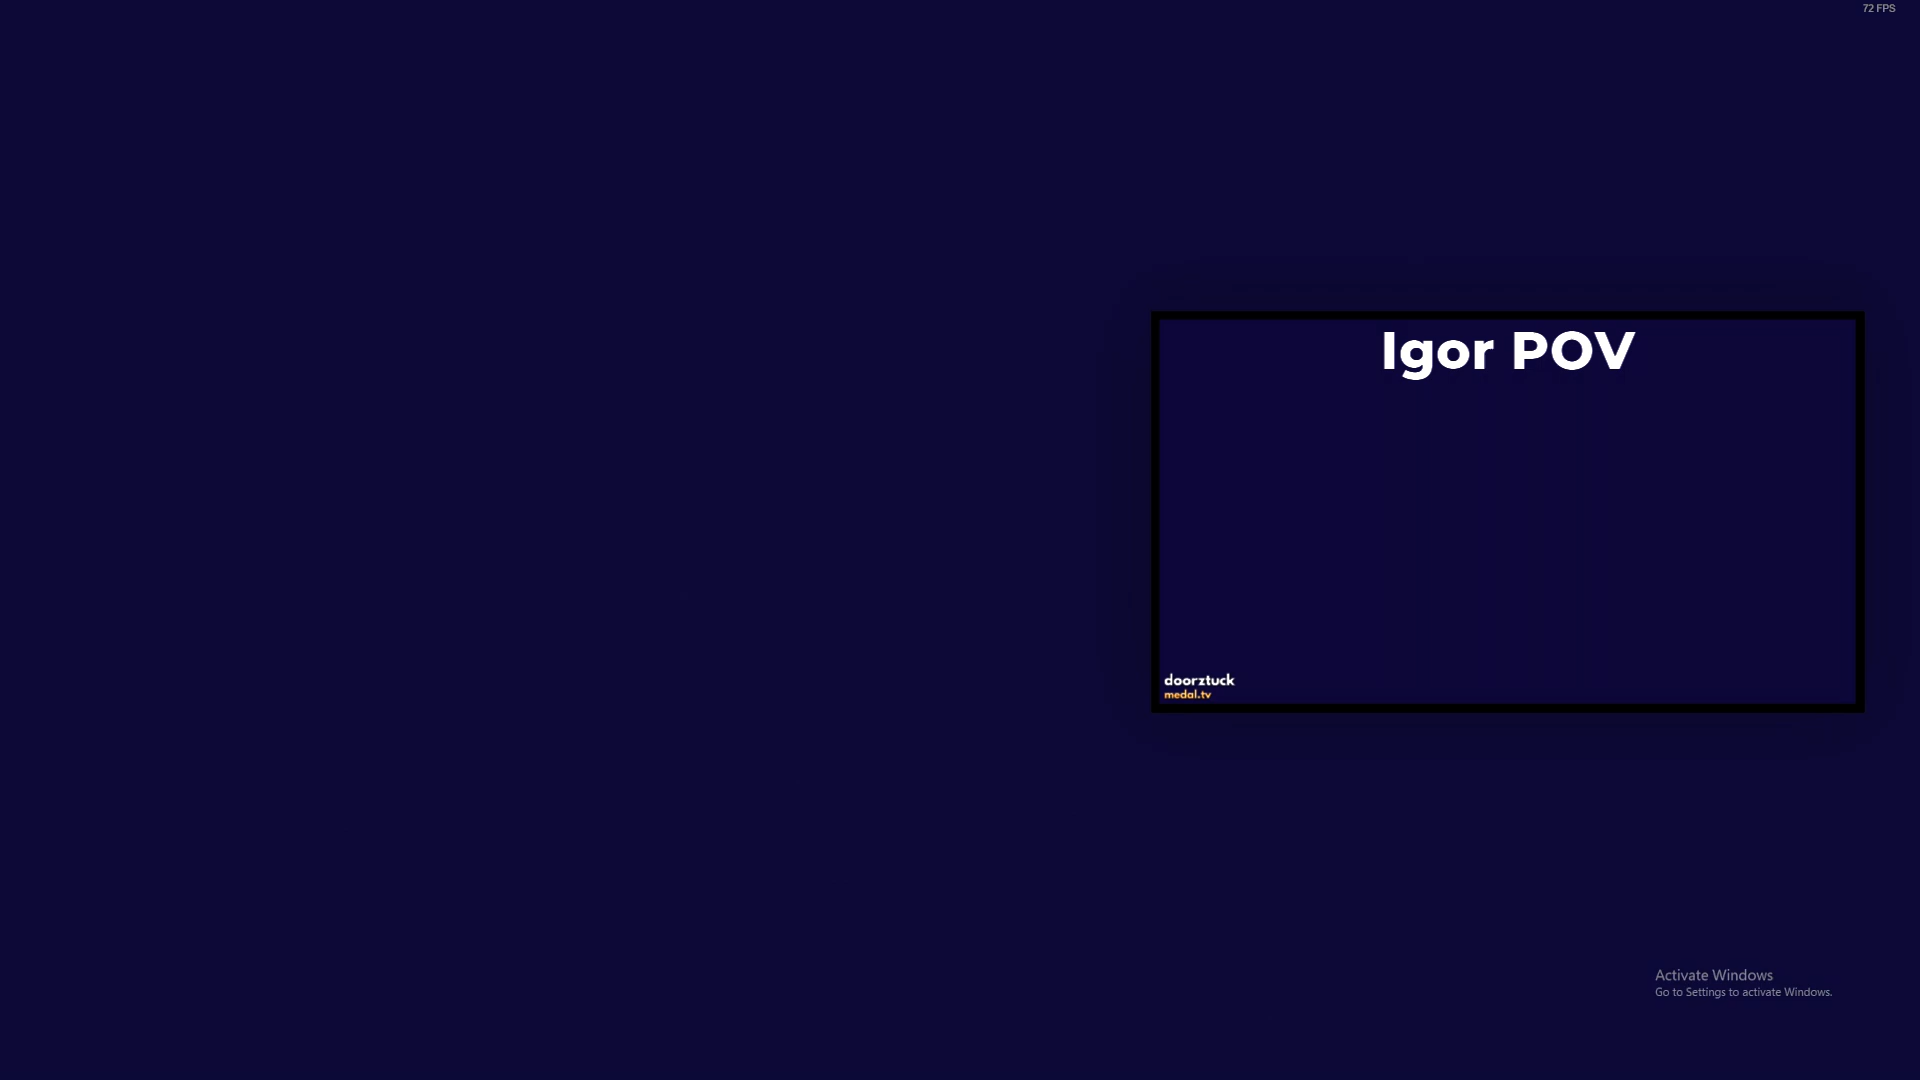 72 FPS
Igor POV
doorztuck
medal.tv
Activate Windows
Go to Settings to activate Windows.